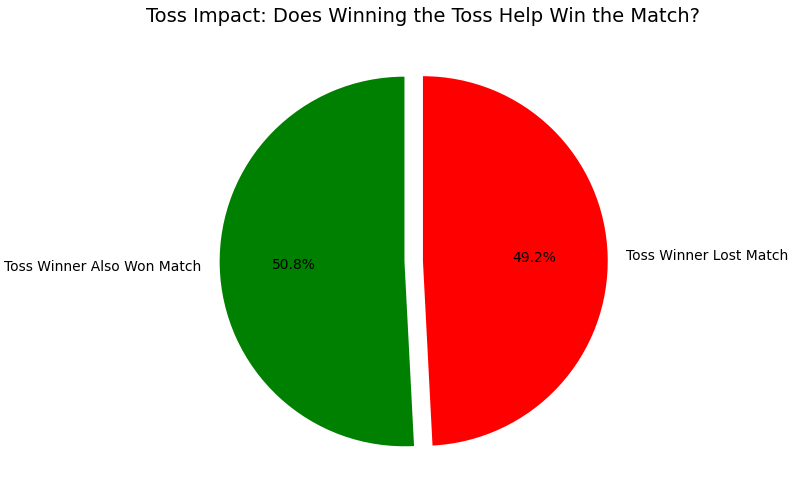 Toss Impact: Does Winning the Toss Help Win the Match?
Toss Winner Also Won Match
50.8%
49.2%
Toss Winner Lost Match